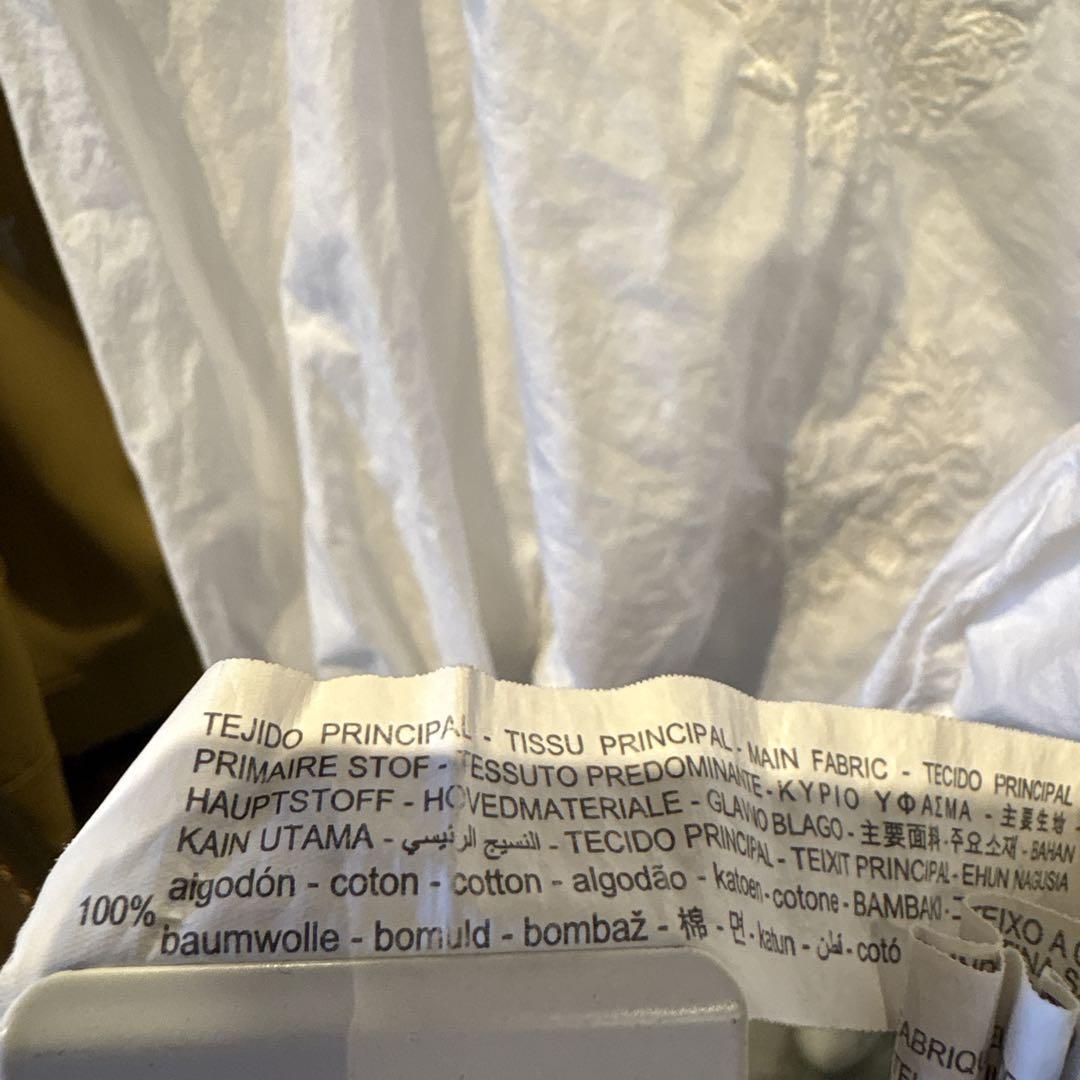 TEJIDO PRINCIPAL - TISSU PRINCIPAL - MAIN FABRIC - TECIDO PRINCIPAL
PRIMAIRE STOF - TESSUTO PREDOMINANTE - ΚΥΡΙΟ ΥΦΑΣΜΑ - 主要生地 -
HAUPTSTOFF - HOVEDMATERIALE - GLAVNO BLAGO - 主要面料 - 주요소재 - BAHAN
KAIN UTAMA - النسيج الرئيسي - TECIDO PRINCIPAL - TEIXIT PRINCIPAL - EHUN NAGUSIA
100% algodón - coton - cotton - algodão - katoen - cotone - ΒΑΜΒΑΚΙ -
baumwolle - bomuld - bombaž - 棉 - 면 - katun - قطن - cotó